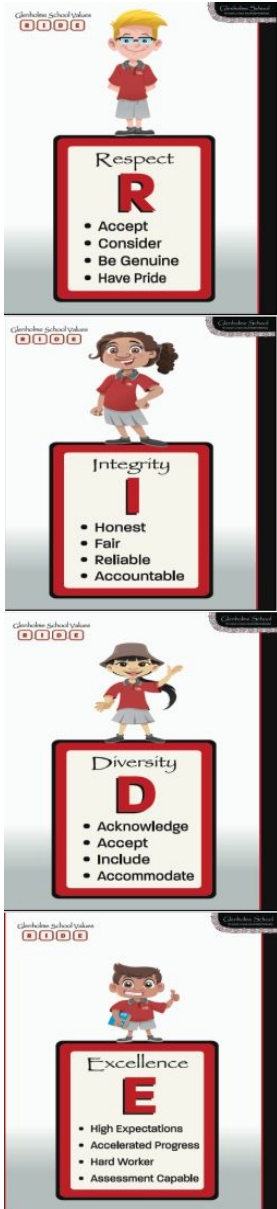 Glenholme School Values
R I D E
Glenholme School
Respect
R
• Accept
• Consider
• Be Genuine
• Have Pride
Glenholme School Values
R I D E
Glenholme School
Integrity
I
• Honest
• Fair
• Reliable
• Accountable
Glenholme School Values
R I D E
Glenholme School
Diversity
D
• Acknowledge
• Accept
• Include
• Accommodate
Glenholme School Values
R I D E
Glenholme School
Excellence
E
• High Expectations
• Accelerated Progress
• Hard Worker
• Assessment Capable